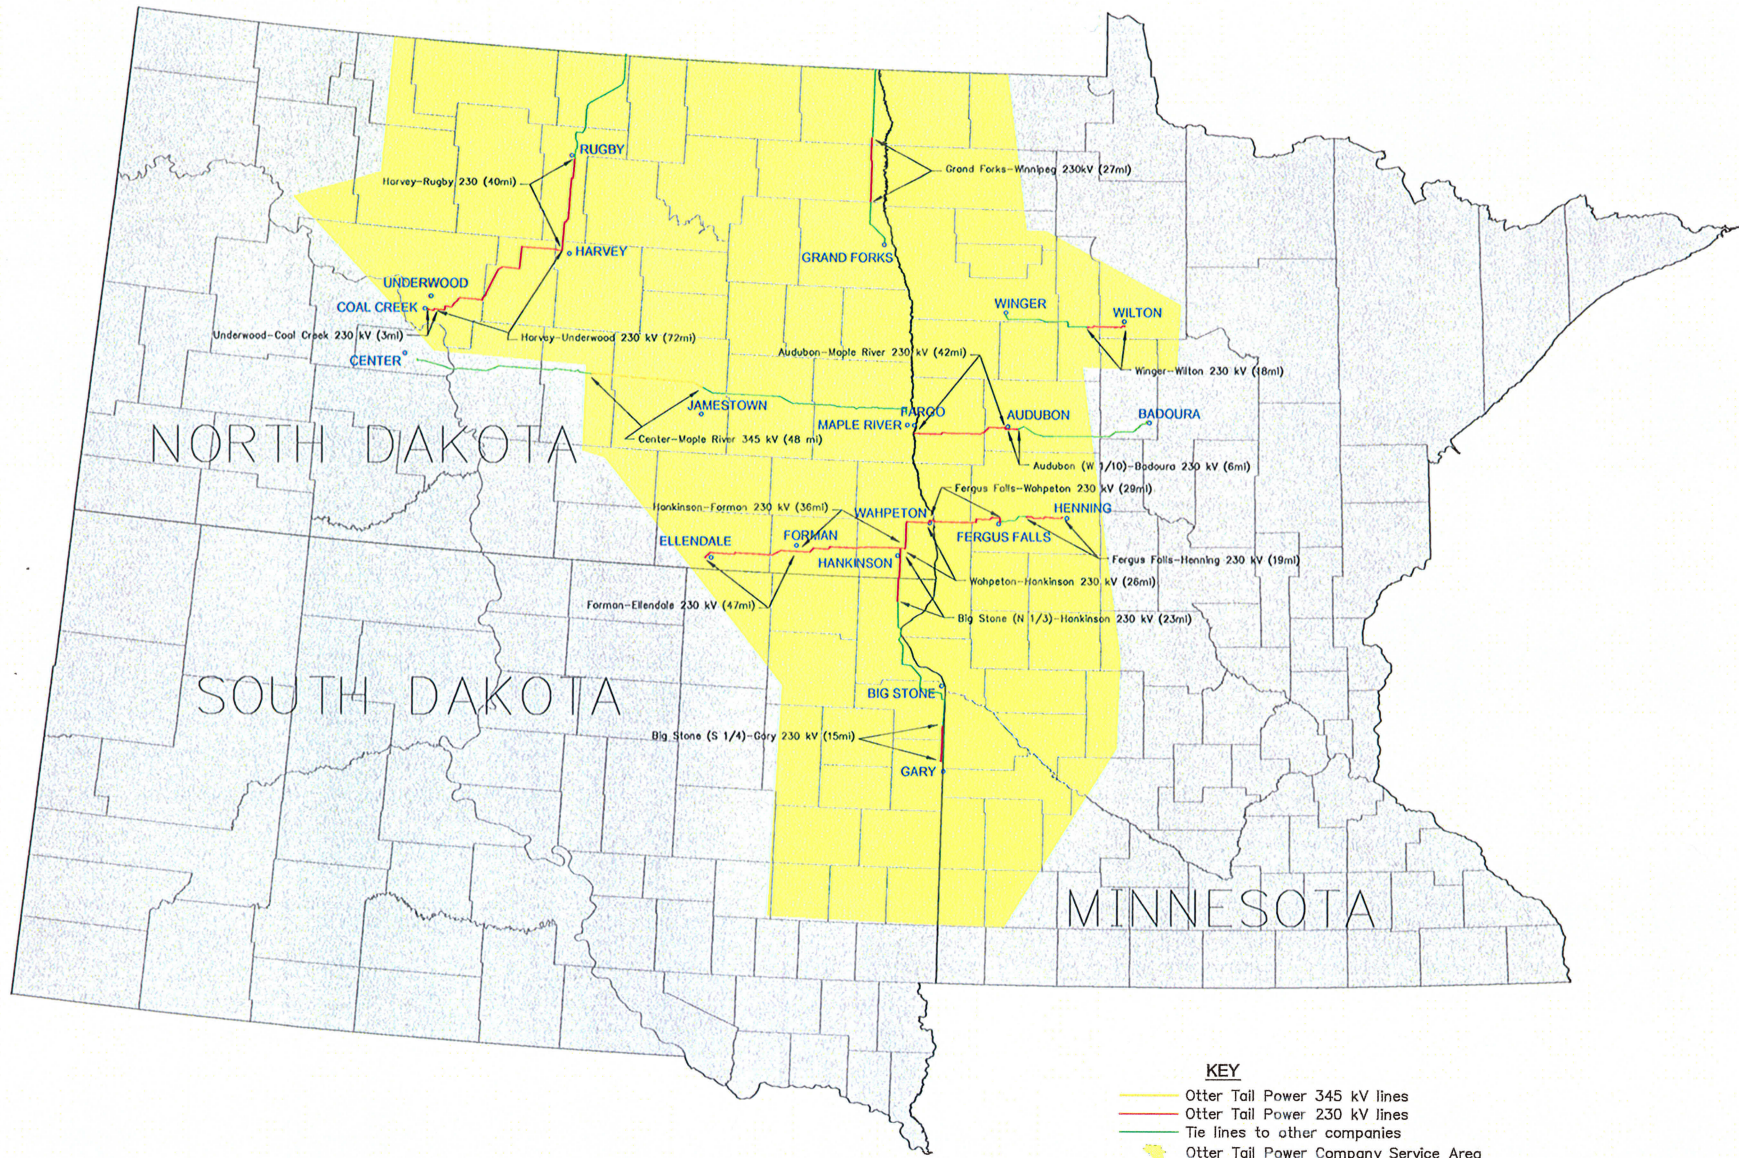 RUGBY
Harvey-Rugby 230 (40mi)
Grand Forks-Winnipeg 230kV (27mi)
HARVEY
GRAND FORKS
UNDERWOOD
COAL CREEK
WINGER
WILTON
Underwood-Coal Creek 230 kV (3mi)
Harvey-Underwood 230 kV (72mi)
CENTER
Audubon-Maple River 230 kV (42mi)
Winger-Wilton 230 kV (18mi)
JAMESTOWN
FARGO
MAPLE RIVER
AUDUBON
BADOURA
NORTH DAKOTA
Center-Maple River 345 kV (48 mi)
Audubon (W 1/10)-Badoura 230 kV (6mi)
Fergus Falls-Wahpeton 230 kV (29mi)
Hankinson-Forman 230 kV (36mi)
WAHPETON
HENNING
ELLENDALE
FORMAN
FERGUS FALLS
HANKINSON
Fergus Falls-Henning 230 kV (19mi)
Wahpeton-Hankinson 230 kV (26mi)
Forman-Ellendale 230 kV (47mi)
Big Stone (N 1/3)-Hankinson 230 kV (23mi)
SOUTH DAKOTA
BIG STONE
Big Stone (S 1/4)-Gary 230 kV (15mi)
GARY
MINNESOTA
KEY
Otter Tail Power 345 kV lines
Otter Tail Power 230 kV lines
Tie lines to other companies
Otter Tail Power Company Service Area